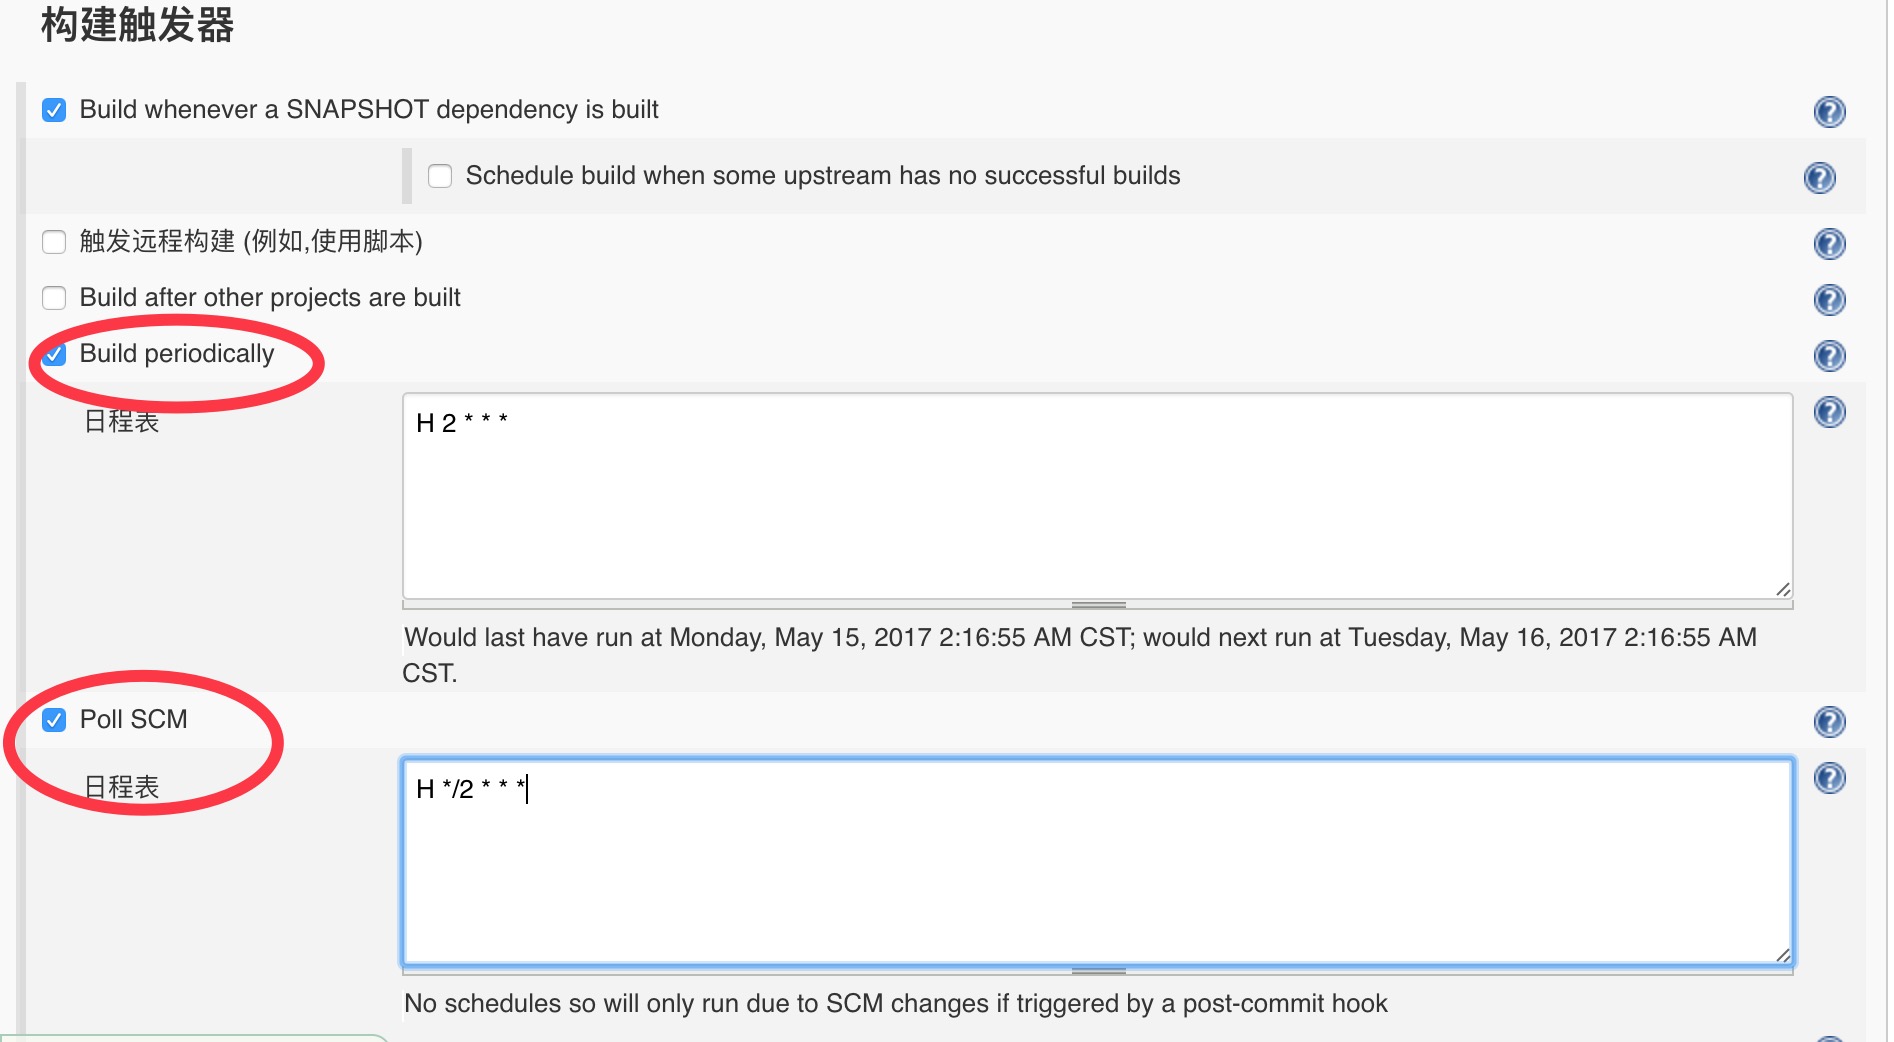 构建触发器
Build whenever a SNAPSHOT dependency is built
Schedule build when some upstream has no successful builds
触发远程构建 (例如,使用脚本)
Build after other projects are built
Build periodically
日程表
H 2 * * *
Would last have run at Monday, May 15, 2017 2:16:55 AM CST; would next run at Tuesday, May 16, 2017 2:16:55 AM
CST.
Poll SCM
日程表
H */2 * * *
No schedules so will only run due to SCM changes if triggered by a post-commit hook